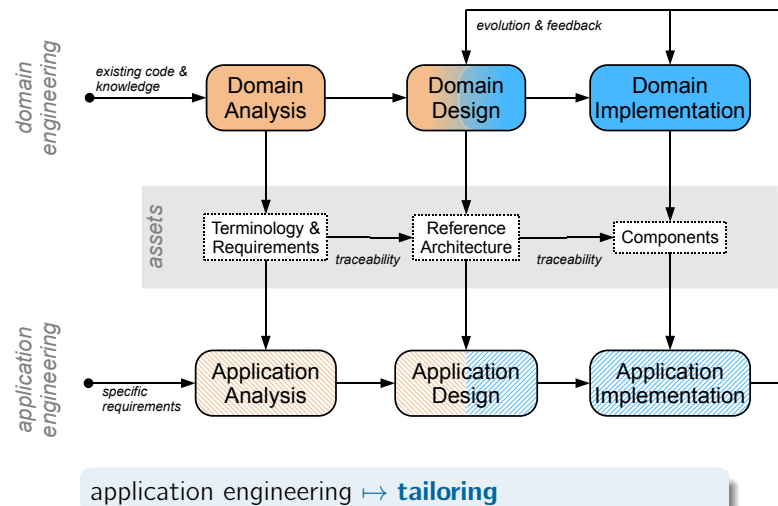 evolution & feedback
domain
engineering
existing code &
knowledge
Domain
Analysis
Domain
Design
Domain
Implementation
assets
Terminology &
Requirements
traceability
Reference
Architecture
traceability
Components
application
engineering
specific
requirements
Application
Analysis
Application
Design
Application
Implementation
application engineering ↦ tailoring